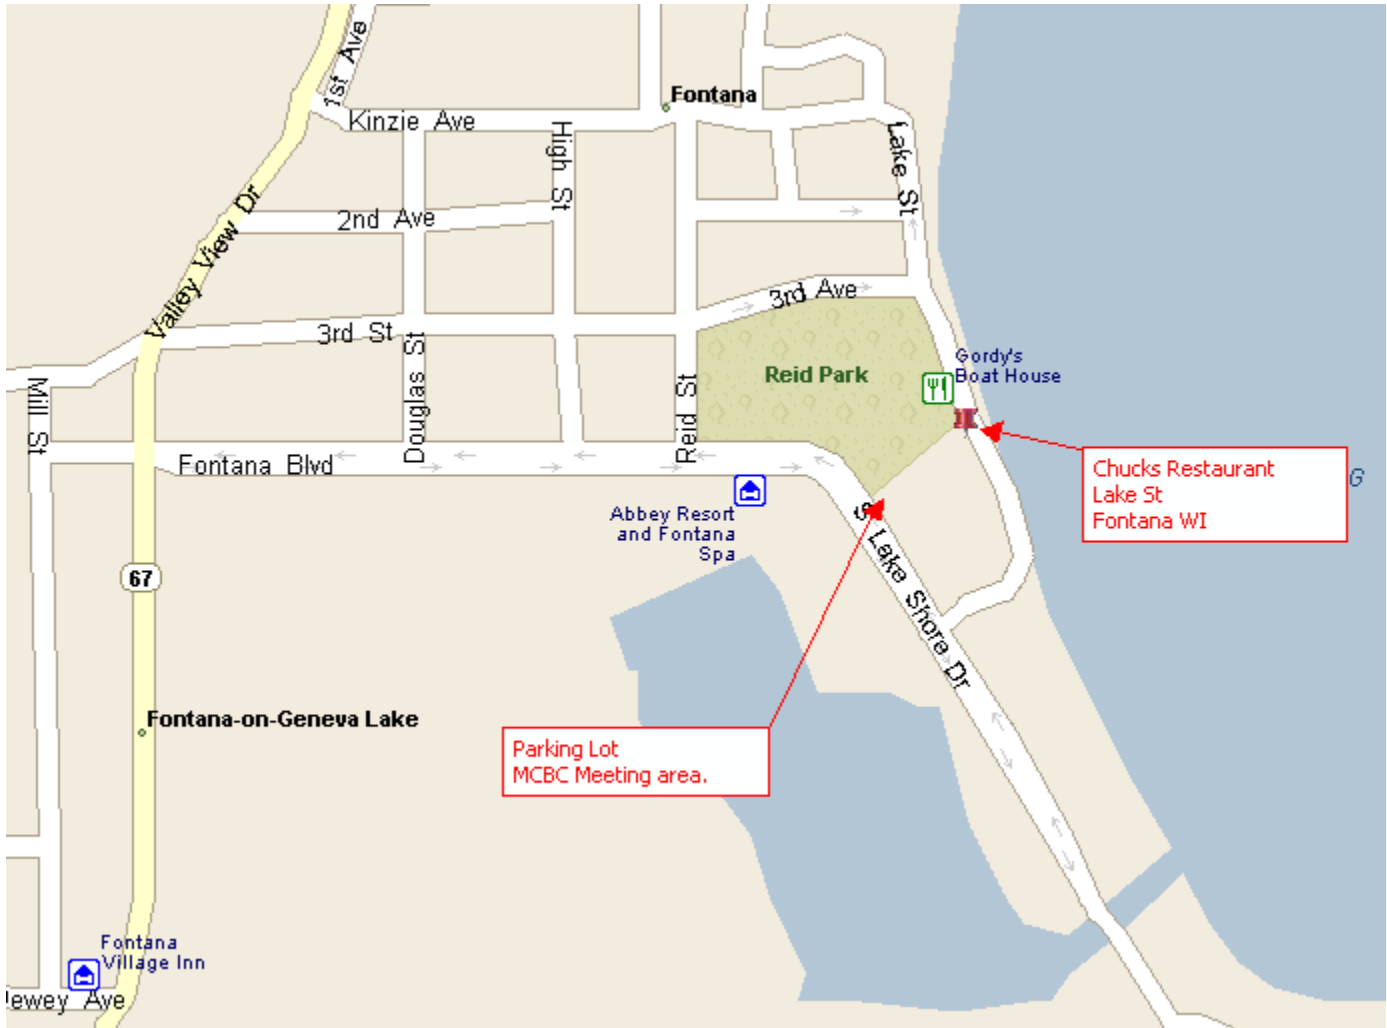 1st Ave
Fontana
Kinzie Ave
High St
Lake St
2nd Ave
Valley View Dr
3rd Ave
3rd St
Douglas St
Reid St
Reid Park
Gordy's
Boat House
Mill St
Fontana Blvd
Chucks Restaurant
Lake St
Fontana WI
G
Abbey Resort
and Fontana
Spa
S Lake Shore Dr
67
Fontana-on-Geneva Lake
Parking Lot
MCBC Meeting area.
Fontana
Village Inn
ewey Ave